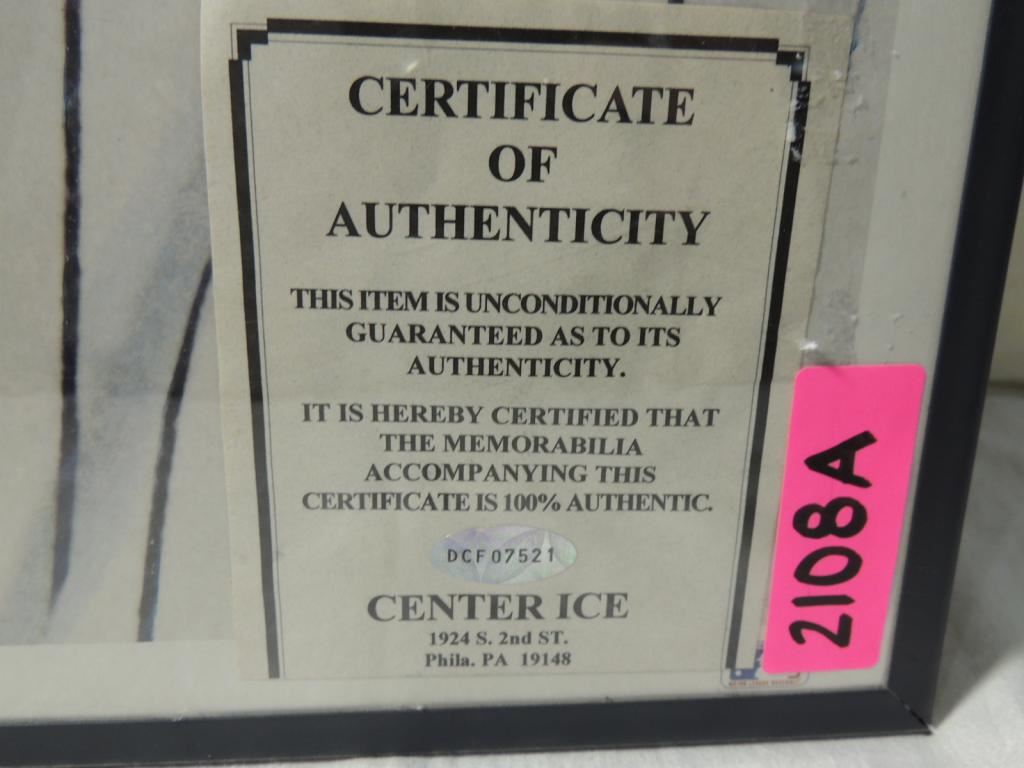 CERTIFICATE
OF
AUTHENTICITY
THIS ITEM IS UNCONDITIONALLY
GUARANTEED AS TO ITS
AUTHENTICITY.
IT IS HEREBY CERTIFIED THAT
THE MEMORABILIA
ACCOMPANYING THIS
CERTIFICATE IS 100% AUTHENTIC.
DCF07521
CENTER ICE
1924 S. 2nd ST.
Phila. PA 19148
2108A